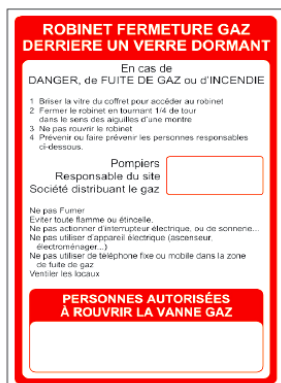 ROBINET FERMETURE GAZ
DERRIERE UN VERRE DORMANT
En cas de
DANGER, de FUITE DE GAZ ou d'INCENDIE
1 Briser la vitre du coffret pour accéder au robinet
2 Fermer le robinet en tournant 1/4 de tour
dans le sens des aiguilles d'une montre
3 Ne pas rouvrir le robinet
4 Prévenir ou faire prévenir les personnes responsables
ci-dessous.
Pompiers
Responsable du site
Société distribuant le gaz
Ne pas Fumer
Eviter toute flamme ou étincelle.
Ne pas actionner d'interrupteur électrique, ou de sonnerie...
Ne pas utiliser d'appareil électrique (ascenseur,
électroménager...)
Ne pas utiliser de téléphone fixe ou mobile dans la zone
de fuite de gaz
Ventiler les locaux
PERSONNES AUTORISÉES
À ROUVRIR LA VANNE GAZ